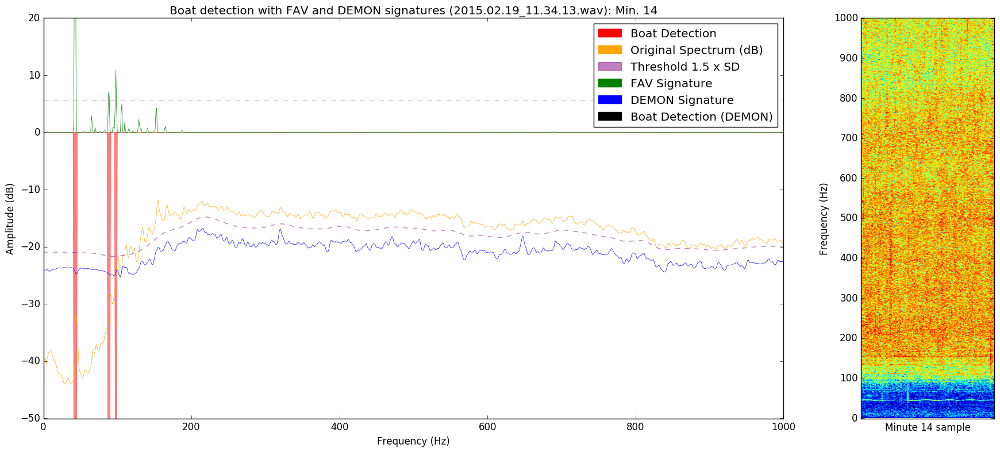 Boat detection with FAV and DEMON signatures (2015.02.19_11.34.13.wav): Min. 14
20
10
0
−10
−20
−30
−40
−50
Amplitude (dB)
Boat Detection
Original Spectrum (dB)
Threshold 1.5 x SD
FAV Signature
DEMON Signature
Boat Detection (DEMON)
0 200 400 600 800 1000
Frequency (Hz)
1000
900
800
700
600
500
400
300
200
100
0
Frequency (Hz)
Minute 14 sample